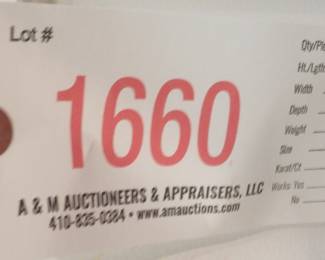 Lot #
1660
A & M AUCTIONEERS & APPRAISERS, LLC
410-835-0384 • www.amauctions.com
Qty/Pie
Ht./Lgth
Width
Depth
Weight
Size
Karat/Ct
Works: Yes
No